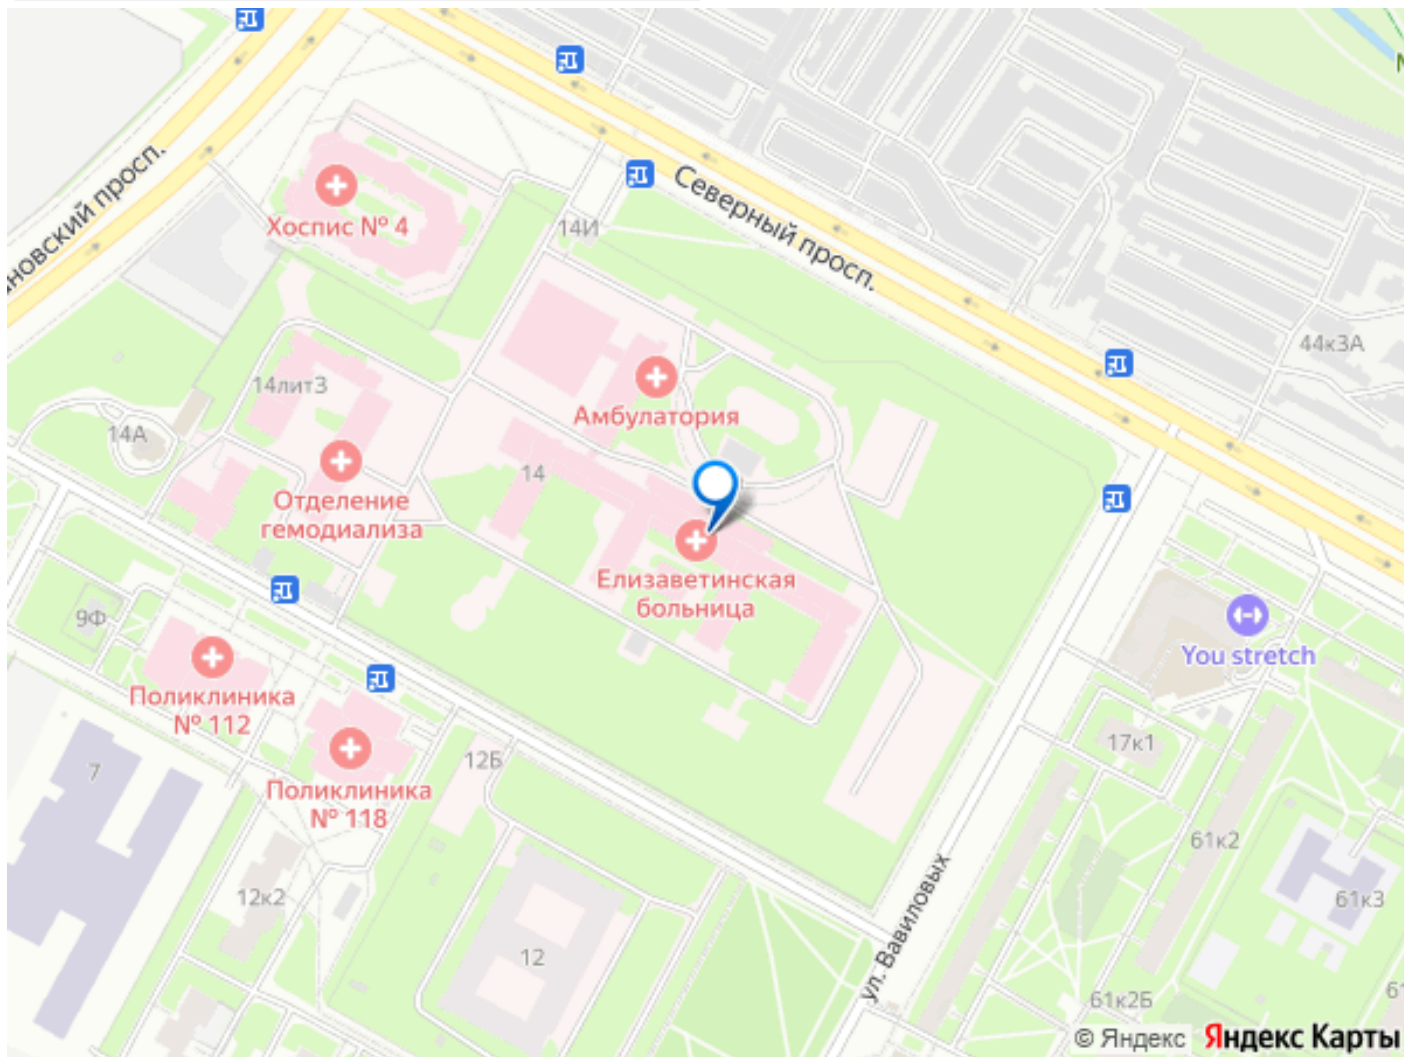 Северный просп.
ановский просп.
Хоспис № 4
14И
44к3А
14лит3
Амбулатория
14А
14
Отделение
гемодиализа
Елизаветинская
больница
9Ф
You stretch
Поликлиника
№ 112
17к1
7
12Б
Поликлиника
№ 118
61к2
12к2
61к3
ул. Вавиловых
12
61к2Б
© Яндекс Яндекс Карты